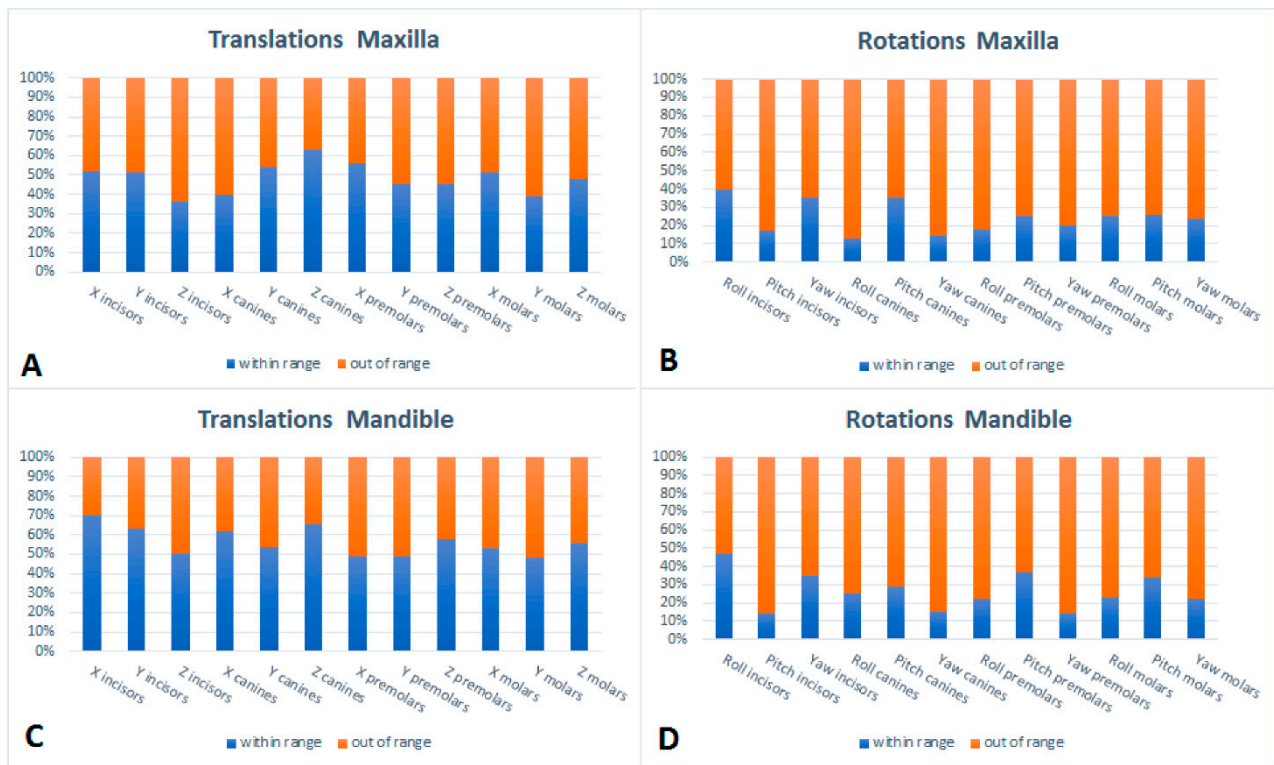 Translations Maxilla
100%
90%
80%
70%
60%
50%
40%
30%
20%
10%
0%
X incisors
Y incisors
Z incisors
X canines
Y canines
Z canines
X premolars
Y premolars
Z premolars
X molars
Y molars
Z molars
within range
out of range
A
Rotations Maxilla
100%
90%
80%
70%
60%
50%
40%
30%
20%
10%
0%
Roll incisors
Pitch incisors
Yaw incisors
Roll canines
Pitch canines
Yaw canines
Roll premolars
Pitch premolars
Yaw premolars
Roll molars
Pitch molars
Yaw molars
within range
out of range
B
Translations Mandible
100%
90%
80%
70%
60%
50%
40%
30%
20%
10%
0%
X incisors
Y incisors
Z incisors
X canines
Y canines
Z canines
X premolars
Y premolars
Z premolars
X molars
Y molars
Z molars
within range
out of range
C
Rotations Mandible
100%
90%
80%
70%
60%
50%
40%
30%
20%
10%
0%
Roll incisors
Pitch incisors
Yaw incisors
Roll canines
Pitch canines
Yaw canines
Roll premolars
Pitch premolars
Yaw premolars
Roll molars
Pitch molars
Yaw molars
within range
out of range
D